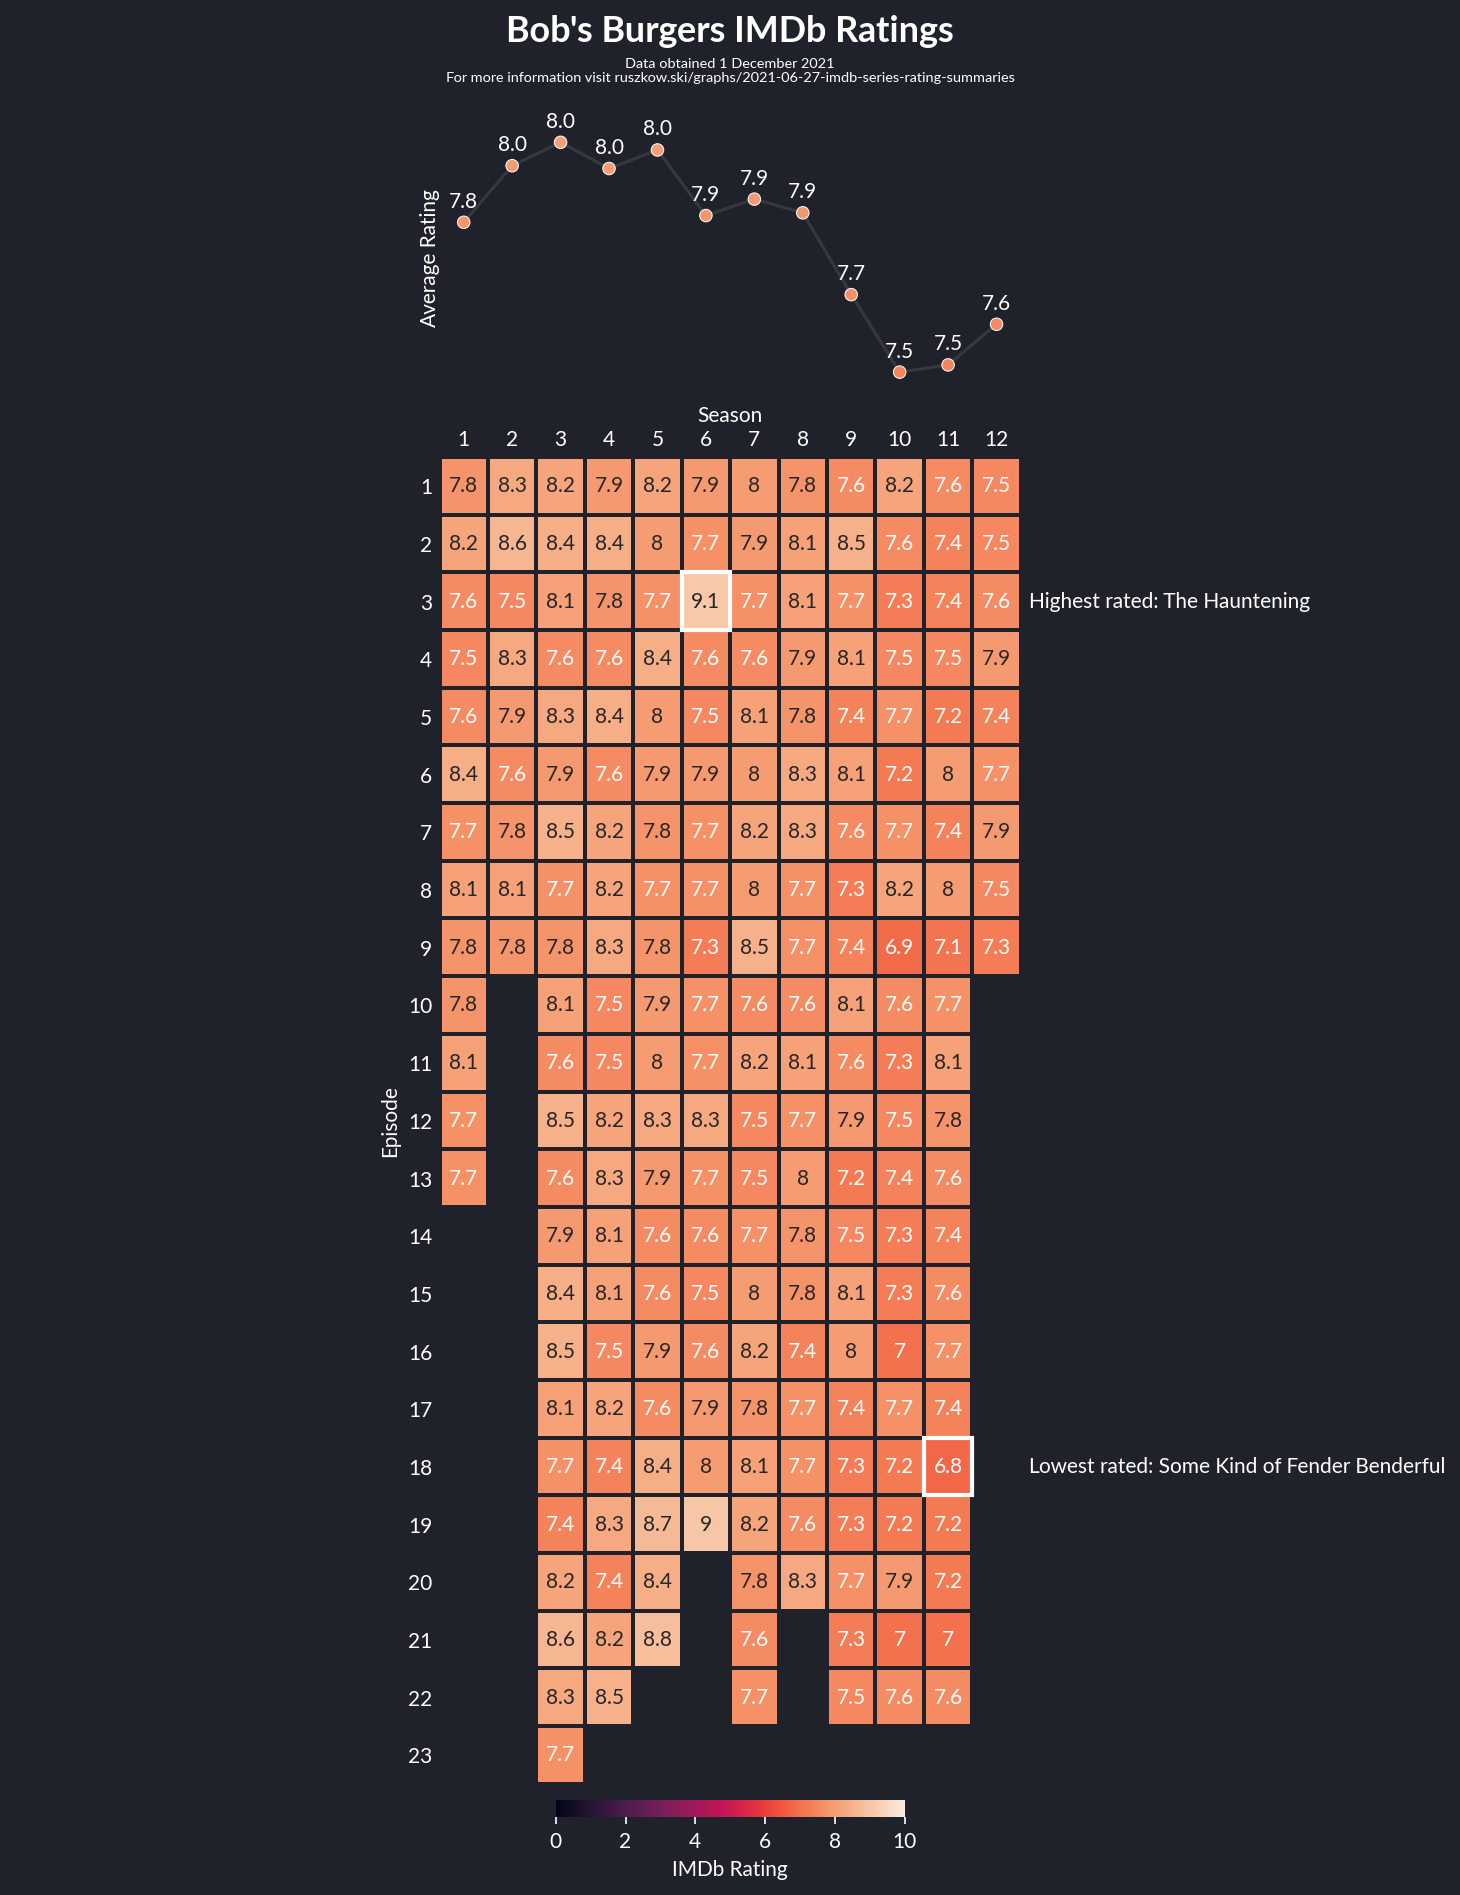 Bob's Burgers IMDb Ratings
Data obtained 1 December 2021
For more information visit ruszkow.ski/graphs/2021-06-27-imdb-series-rating-summaries
Average Rating
7.8 8.0 8.0 8.0 8.0 7.9 7.9 7.9 7.7 7.5 7.5 7.6
Season
1 2 3 4 5 6 7 8 9 10 11 12
Episode
1 7.8 8.3 8.2 7.9 8.2 7.9 8 7.8 7.6 8.2 7.6 7.5
2 8.2 8.6 8.4 8.4 8 7.7 7.9 8.1 8.5 7.6 7.4 7.5
3 7.6 7.5 8.1 7.8 7.7 9.1 7.7 8.1 7.7 7.3 7.4 7.6 Highest rated: The Hauntening
4 7.5 8.3 7.6 7.6 8.4 7.6 7.6 7.9 8.1 7.5 7.5 7.9
5 7.6 7.9 8.3 8.4 8 7.5 8.1 7.8 7.4 7.7 7.2 7.4
6 8.4 7.6 7.9 7.6 7.9 7.9 8 8.3 8.1 7.2 8 7.7
7 7.7 7.8 8.5 8.2 7.8 7.7 8.2 8.3 7.6 7.7 7.4 7.9
8 8.1 8.1 7.7 8.2 7.7 7.7 8 7.7 7.3 8.2 8 7.5
9 7.8 7.8 7.8 8.3 7.8 7.3 8.5 7.7 7.4 6.9 7.1 7.3
10 7.8 8.1 7.5 7.9 7.7 7.6 7.6 8.1 7.6 7.7
11 8.1 7.6 7.5 8 7.7 8.2 8.1 7.6 7.3 8.1
12 7.7 8.5 8.2 8.3 8.3 7.5 7.7 7.9 7.5 7.8
13 7.7 7.6 8.3 7.9 7.7 7.5 8 7.2 7.4 7.6
14 7.9 8.1 7.6 7.6 7.7 7.8 7.5 7.3 7.4
15 8.4 8.1 7.6 7.5 8 7.8 8.1 7.3 7.6
16 8.5 7.5 7.9 7.6 8.2 7.4 8 7 7.7
17 8.1 8.2 7.6 7.9 7.8 7.7 7.4 7.7 7.4
18 7.7 7.4 8.4 8 8.1 7.7 7.3 7.2 6.8 Lowest rated: Some Kind of Fender Benderful
19 7.4 8.3 8.7 9 8.2 7.6 7.3 7.2 7.2
20 8.2 7.4 8.4 7.8 8.3 7.7 7.9 7.2
21 8.6 8.2 8.8 7.6 7.3 7 7
22 8.3 8.5 7.7 7.5 7.6 7.6
23 7.7
0 2 4 6 8 10
IMDb Rating